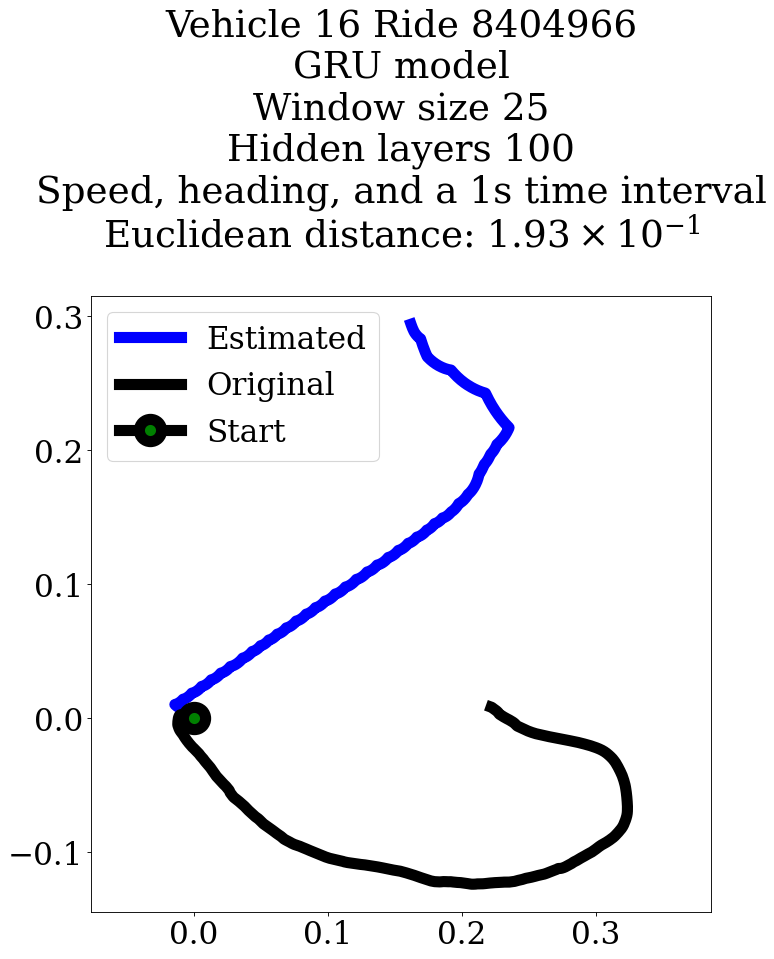 Vehicle 16 Ride 8404966
GRU model
Window size 25
Hidden layers 100
Speed, heading, and a 1s time interval
Euclidean distance: 1.93 × 10⁻¹
0.3
0.2
0.1
0.0
−0.1
Estimated
Original
Start
0.0 0.1 0.2 0.3